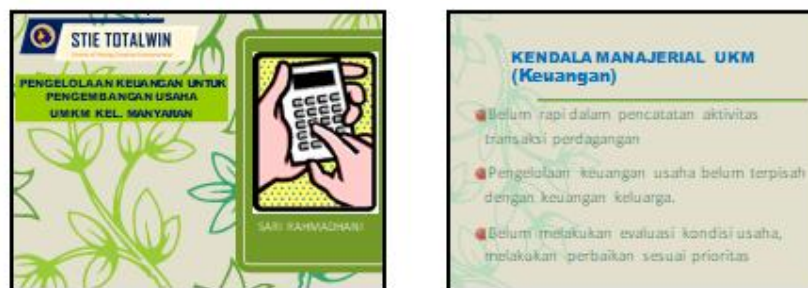 STIE TOTALWIN
PENGELOLAAN KEUANGAN UNTUK
PENGEMBANGAN USAHA
UMKM KEL. MANYARAN
SARI RAHMADHANI
KENDALA MANAJERIAL UKM
(Keuangan)
Belum rapi dalam pencatatan aktivitas
transaksi perdagangan
Pengelolaan keuangan usaha belum terpisah
dengan keuangan keluarga.
Belum melakukan evaluasi kondisi usaha,
melakukan perbaikan sesuai prioritas